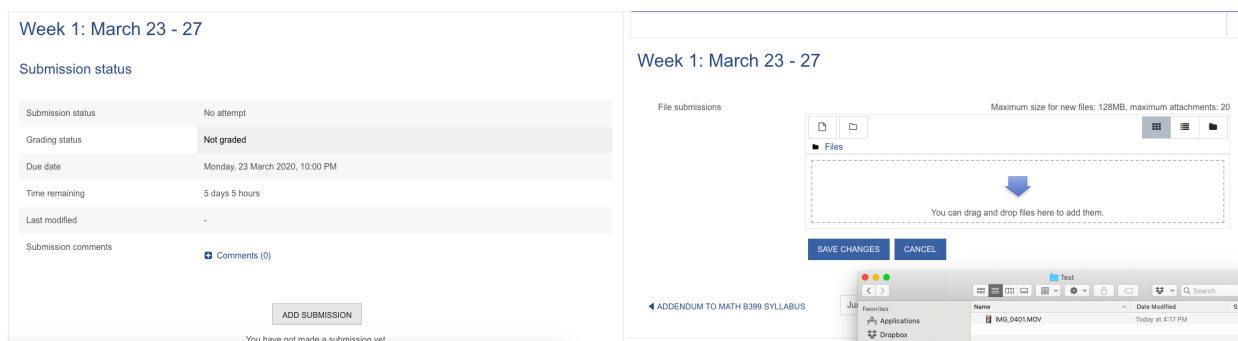 Week 1: March 23 - 27
Submission status
Submission status No attempt
Grading status Not graded
Due date Monday, 23 March 2020, 10:00 PM
Time remaining 5 days 5 hours
Last modified -
Submission comments
Comments (0)
ADD SUBMISSION
You have not made a submission yet
Week 1: March 23 - 27
File submissions Maximum size for new files: 128MB, maximum attachments: 20
Files
You can drag and drop files here to add them.
SAVE CHANGES CANCEL
Test
Search
◀ ADDENDUM TO MATH B399 SYLLABUS
Favorites Name Date Modified S
Applications IMG_0401.MOV Today at 4:17 PM
Dropbox